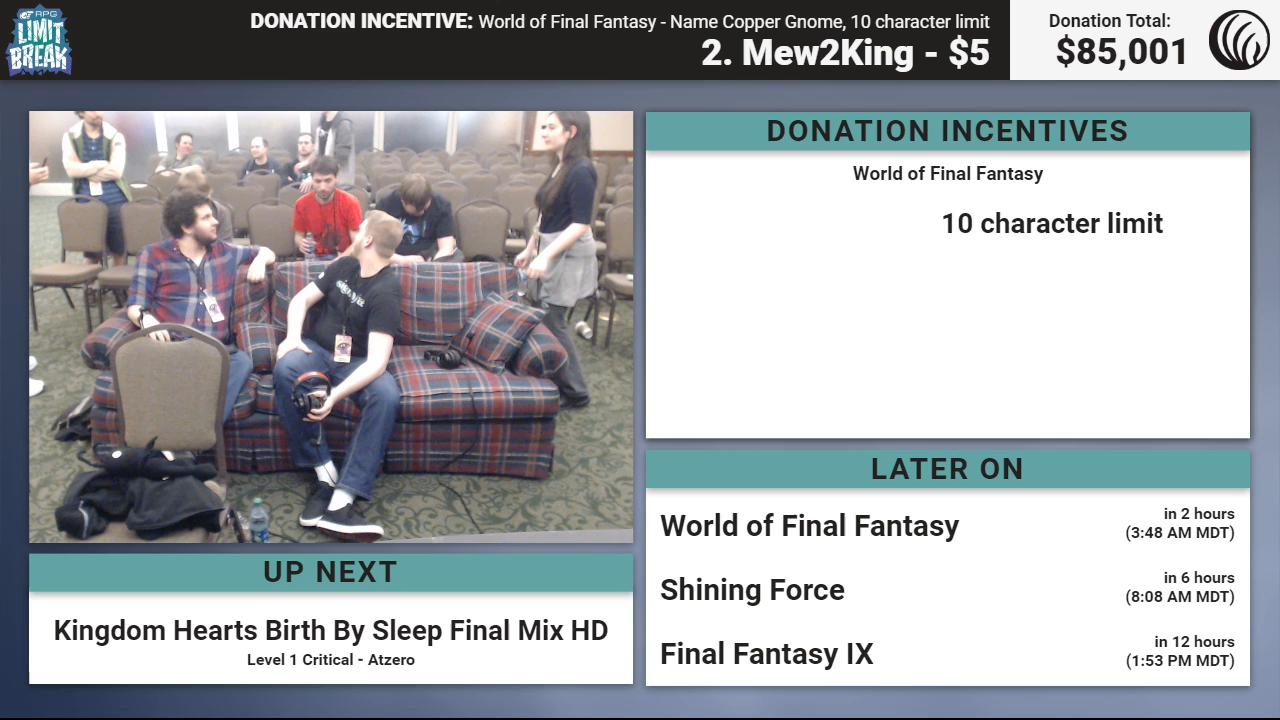 RPG
LIMIT
BREAK
DONATION INCENTIVE: World of Final Fantasy - Name Copper Gnome, 10 character limit
2. Mew2King - $5
Donation Total:
$85,001
DONATION INCENTIVES
World of Final Fantasy
10 character limit
UP NEXT
Kingdom Hearts Birth By Sleep Final Mix HD
Level 1 Critical - Atzero
LATER ON
World of Final Fantasy
in 2 hours
(3:48 AM MDT)
Shining Force
in 6 hours
(8:08 AM MDT)
Final Fantasy IX
in 12 hours
(1:53 PM MDT)